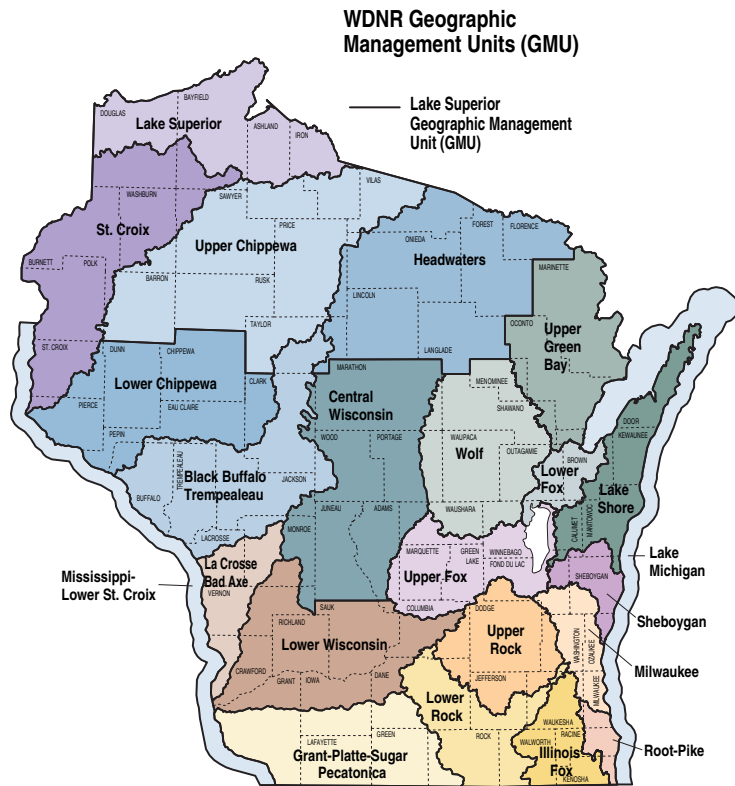 WDNR Geographic
Management Units (GMU)
Lake Superior
Geographic Management
Unit (GMU)
DOUGLAS
BAYFIELD
Lake Superior
ASHLAND
IRON
VILAS
WASHBURN
SAWYER
St. Croix
PRICE
Upper Chippewa
ONIEDA
FOREST
FLORENCE
Headwaters
BURNETT
POLK
MARINETTE
BARRON
RUSK
LINCOLN
TAYLOR
OCONTO
Upper
Green
Bay
ST. CROIX
DUNN
CHIPPEWA
LANGLADE
MARATHON
Lower Chippewa
CLARK
MENOMINEE
PIERCE
EAU CLAIRE
Central
Wisconsin
SHAWANO
DOOR
PEPIN
WOOD
PORTAGE
WAUPACA
OUTAGAMIE
KEWAUNEE
TREMPEALEAU
Wolf
BROWN
Lower
Fox
Black Buffalo
Trempealeau
JACKSON
BUFFALO
Lake
Shore
JUNEAU
ADAMS
WAUSHARA
CALUMET
MANITOWOC
LACROSSE
MONROE
MARQUETTE
GREEN
LAKE
WINNEBAGO
FOND DU LAC
Lake
Michigan
La Crosse
Bad Axe
Upper Fox
SHEBOYGAN
Mississippi-
Lower St. Croix
VERNON
SAUK
COLUMBIA
DODGE
Sheboygan
RICHLAND
Lower Wisconsin
Upper
Rock
WASHINGTON
OZAUKEE
Milwaukee
CRAWFORD
GRANT
IOWA
DANE
JEFFERSON
MILWAUKEE
Lower
Rock
WAUKESHA
LAFAYETTE
GREEN
ROCK
WALWORTH
RACINE
Root-Pike
Grant-Platte-Sugar
Pecatonica
Illinois-
Fox
KENOSHA